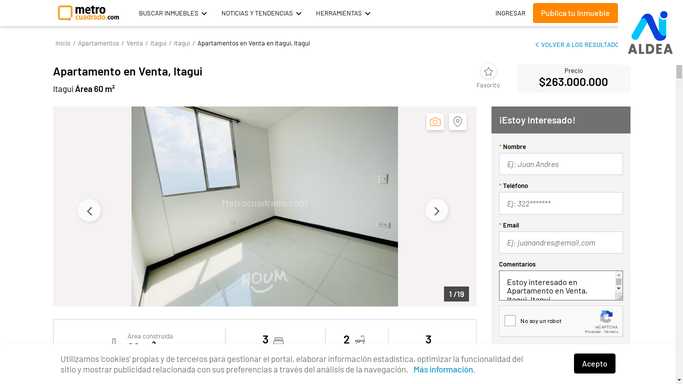 metro
cuadrado.com
BUSCAR INMUEBLES
NOTICIAS Y TENDENCIAS
HERRAMIENTAS
INGRESAR
Publica tu Inmueble
ALDEA
Inicio / Apartamentos / Venta / Itagui / Itagui / Apartamentos en Venta en Itagui, Itagui
< VOLVER A LOS RESULTADO
Apartamento en Venta, Itagui
Itagui Área 60 m²
Favorito
Precio
$263.000.000
Metrocuadrado.com
HOUM
1 /19
¡Estoy Interesado!
* Nombre
Ej: Juan Andres
* Teléfono
Ej: 322*******
* Email
Ej: juanandres@email.com
Comentarios
Estoy interesado en
Apartamento en Venta,
Itagui, Itagui
No soy un robot
reCAPTCHA
Privacidad - Términos
Área construida
3
2
3
Utilizamos 'cookies' propias y de terceros para gestionar el portal, elaborar información estadística, optimizar la funcionalidad del
sitio y mostrar publicidad relacionada con sus preferencias a través del análisis de la navegación. Más información.
Acepto